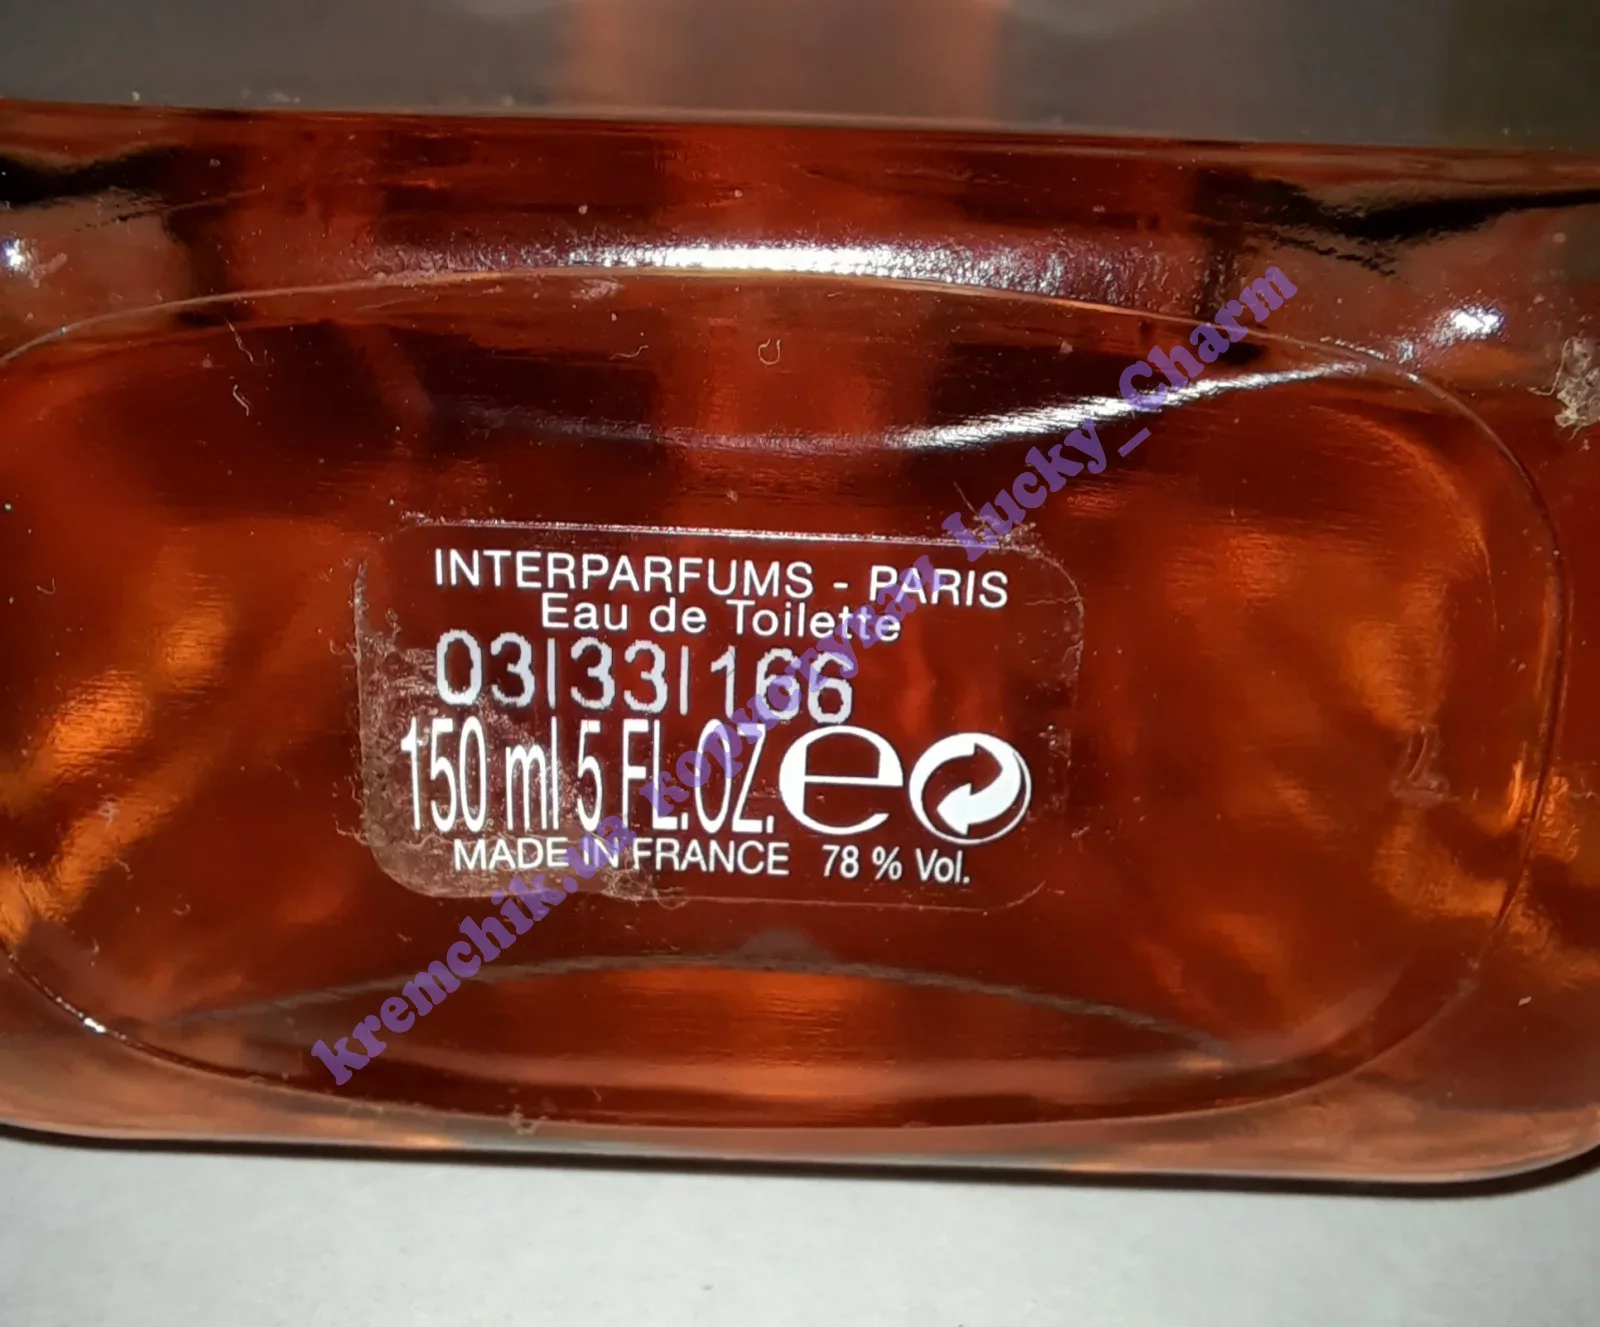 INTERPARFUMS - PARIS
Eau de Toilette
03|33|166
150 ml 5 FL.OZ. e
MADE IN FRANCE 78 % Vol.
kremchik.ua користувач Lucky_Charm